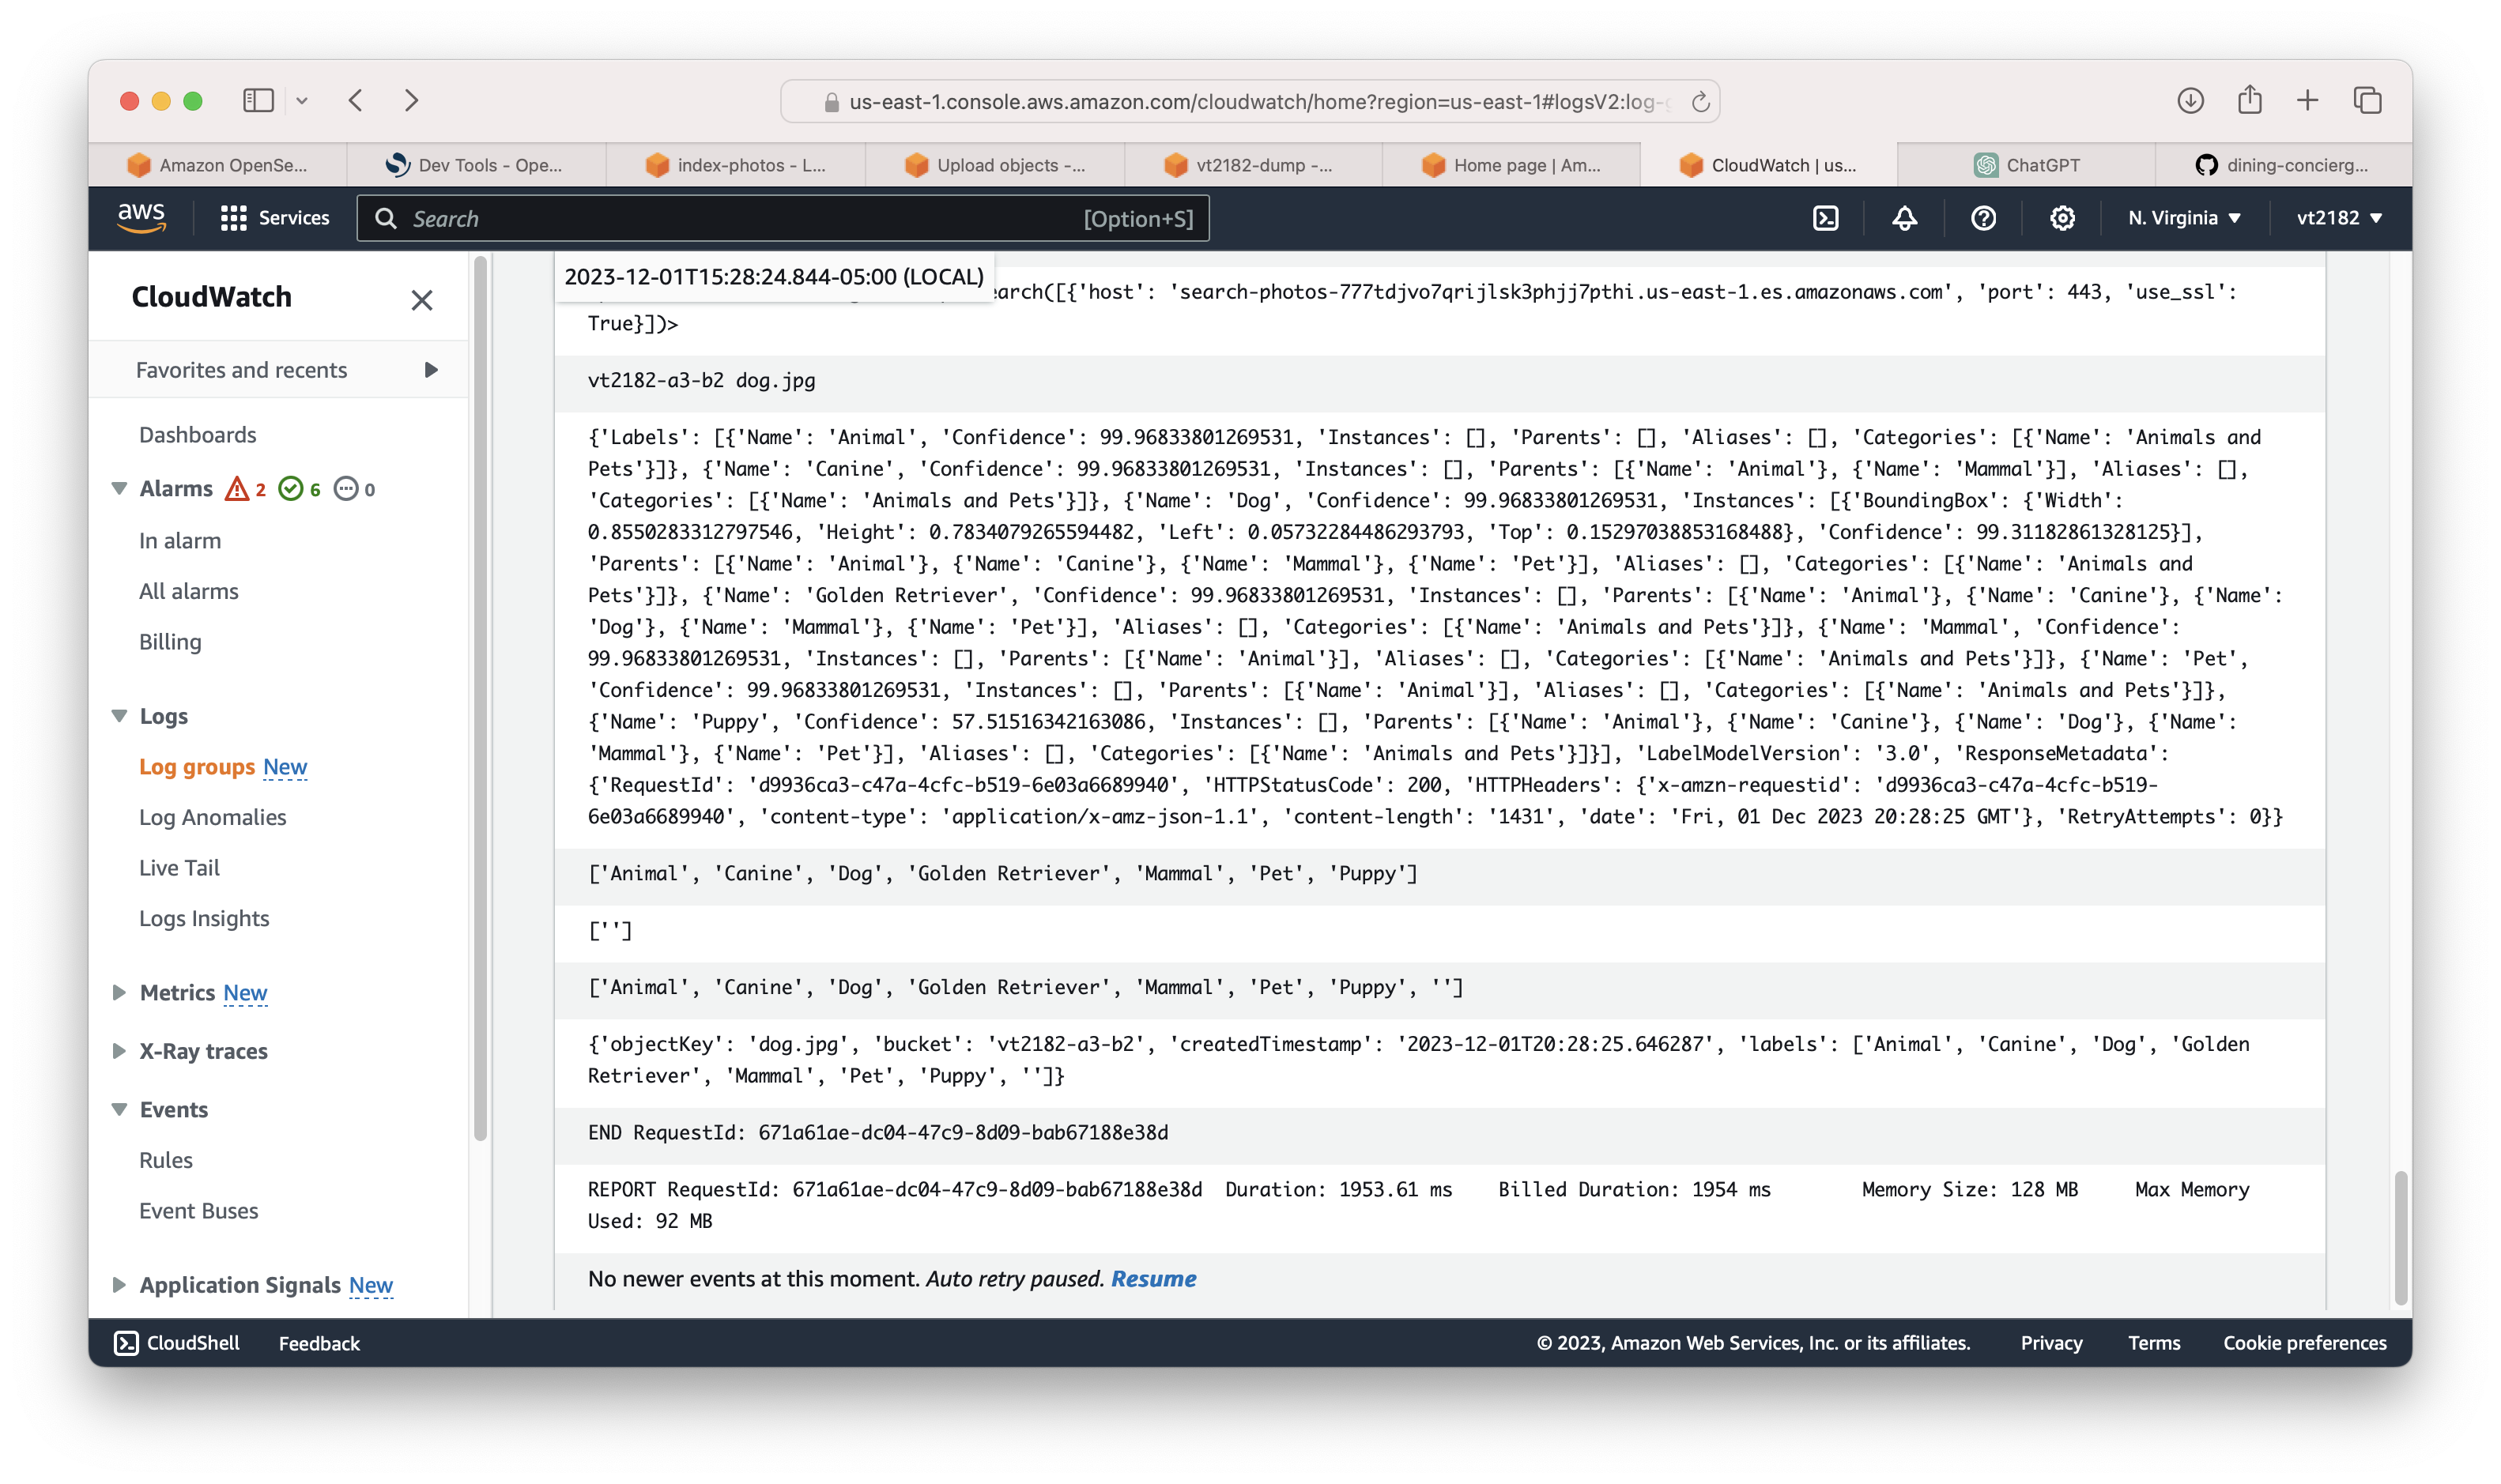 us-east-1.console.aws.amazon.com/cloudwatch/home?region=us-east-1#logsV2:log-
Amazon OpenSe...
Dev Tools - Ope...
index-photos - L...
Upload objects -...
vt2182-dump -...
Home page | Am...
CloudWatch | us...
ChatGPT
dining-concierg...
aws
Services
Search
[Option+S]
N. Virginia
vt2182
CloudWatch
Favorites and recents
Dashboards
Alarms 2 6 0
In alarm
All alarms
Billing
Logs
Log groups New
Log Anomalies
Live Tail
Logs Insights
Metrics New
X-Ray traces
Events
Rules
Event Buses
Application Signals New
2023-12-01T15:28:24.844-05:00 (LOCAL)
earch([{'host': 'search-photos-777tdjvo7qrijlsk3phjj7pthi.us-east-1.es.amazonaws.com', 'port': 443, 'use_ssl':
True}])>
vt2182-a3-b2 dog.jpg
{'Labels': [{'Name': 'Animal', 'Confidence': 99.96833801269531, 'Instances': [], 'Parents': [], 'Aliases': [], 'Categories': [{'Name': 'Animals and
Pets'}]}, {'Name': 'Canine', 'Confidence': 99.96833801269531, 'Instances': [], 'Parents': [{'Name': 'Animal'}, {'Name': 'Mammal'}], 'Aliases': [],
'Categories': [{'Name': 'Animals and Pets'}]}, {'Name': 'Dog', 'Confidence': 99.96833801269531, 'Instances': [{'BoundingBox': {'Width':
0.8550283312797546, 'Height': 0.7834079265594482, 'Left': 0.05732284486293793, 'Top': 0.15297038853168488}, 'Confidence': 99.31182861328125}],
'Parents': [{'Name': 'Animal'}, {'Name': 'Canine'}, {'Name': 'Mammal'}, {'Name': 'Pet'}], 'Aliases': [], 'Categories': [{'Name': 'Animals and
Pets'}]}, {'Name': 'Golden Retriever', 'Confidence': 99.96833801269531, 'Instances': [], 'Parents': [{'Name': 'Animal'}, {'Name': 'Canine'}, {'Name':
'Dog'}, {'Name': 'Mammal'}, {'Name': 'Pet'}], 'Aliases': [], 'Categories': [{'Name': 'Animals and Pets'}]}, {'Name': 'Mammal', 'Confidence':
99.96833801269531, 'Instances': [], 'Parents': [{'Name': 'Animal'}], 'Aliases': [], 'Categories': [{'Name': 'Animals and Pets'}]}, {'Name': 'Pet',
'Confidence': 99.96833801269531, 'Instances': [], 'Parents': [{'Name': 'Animal'}], 'Aliases': [], 'Categories': [{'Name': 'Animals and Pets'}]},
{'Name': 'Puppy', 'Confidence': 57.51516342163086, 'Instances': [], 'Parents': [{'Name': 'Animal'}, {'Name': 'Canine'}, {'Name': 'Dog'}, {'Name':
'Mammal'}, {'Name': 'Pet'}], 'Aliases': [], 'Categories': [{'Name': 'Animals and Pets'}]}], 'LabelModelVersion': '3.0', 'ResponseMetadata':
{'RequestId': 'd9936ca3-c47a-4cfc-b519-6e03a6689940', 'HTTPStatusCode': 200, 'HTTPHeaders': {'x-amzn-requestid': 'd9936ca3-c47a-4cfc-b519-
6e03a6689940', 'content-type': 'application/x-amz-json-1.1', 'content-length': '1431', 'date': 'Fri, 01 Dec 2023 20:28:25 GMT'}, 'RetryAttempts': 0}}
['Animal', 'Canine', 'Dog', 'Golden Retriever', 'Mammal', 'Pet', 'Puppy']
['']
['Animal', 'Canine', 'Dog', 'Golden Retriever', 'Mammal', 'Pet', 'Puppy', '']
{'objectKey': 'dog.jpg', 'bucket': 'vt2182-a3-b2', 'createdTimestamp': '2023-12-01T20:28:25.646287', 'labels': ['Animal', 'Canine', 'Dog', 'Golden
Retriever', 'Mammal', 'Pet', 'Puppy', '']}
END RequestId: 671a61ae-dc04-47c9-8d09-bab67188e38d
REPORT RequestId: 671a61ae-dc04-47c9-8d09-bab67188e38d Duration: 1953.61 ms Billed Duration: 1954 ms Memory Size: 128 MB Max Memory
Used: 92 MB
No newer events at this moment. Auto retry paused. Resume
CloudShell
Feedback
© 2023, Amazon Web Services, Inc. or its affiliates.
Privacy
Terms
Cookie preferences